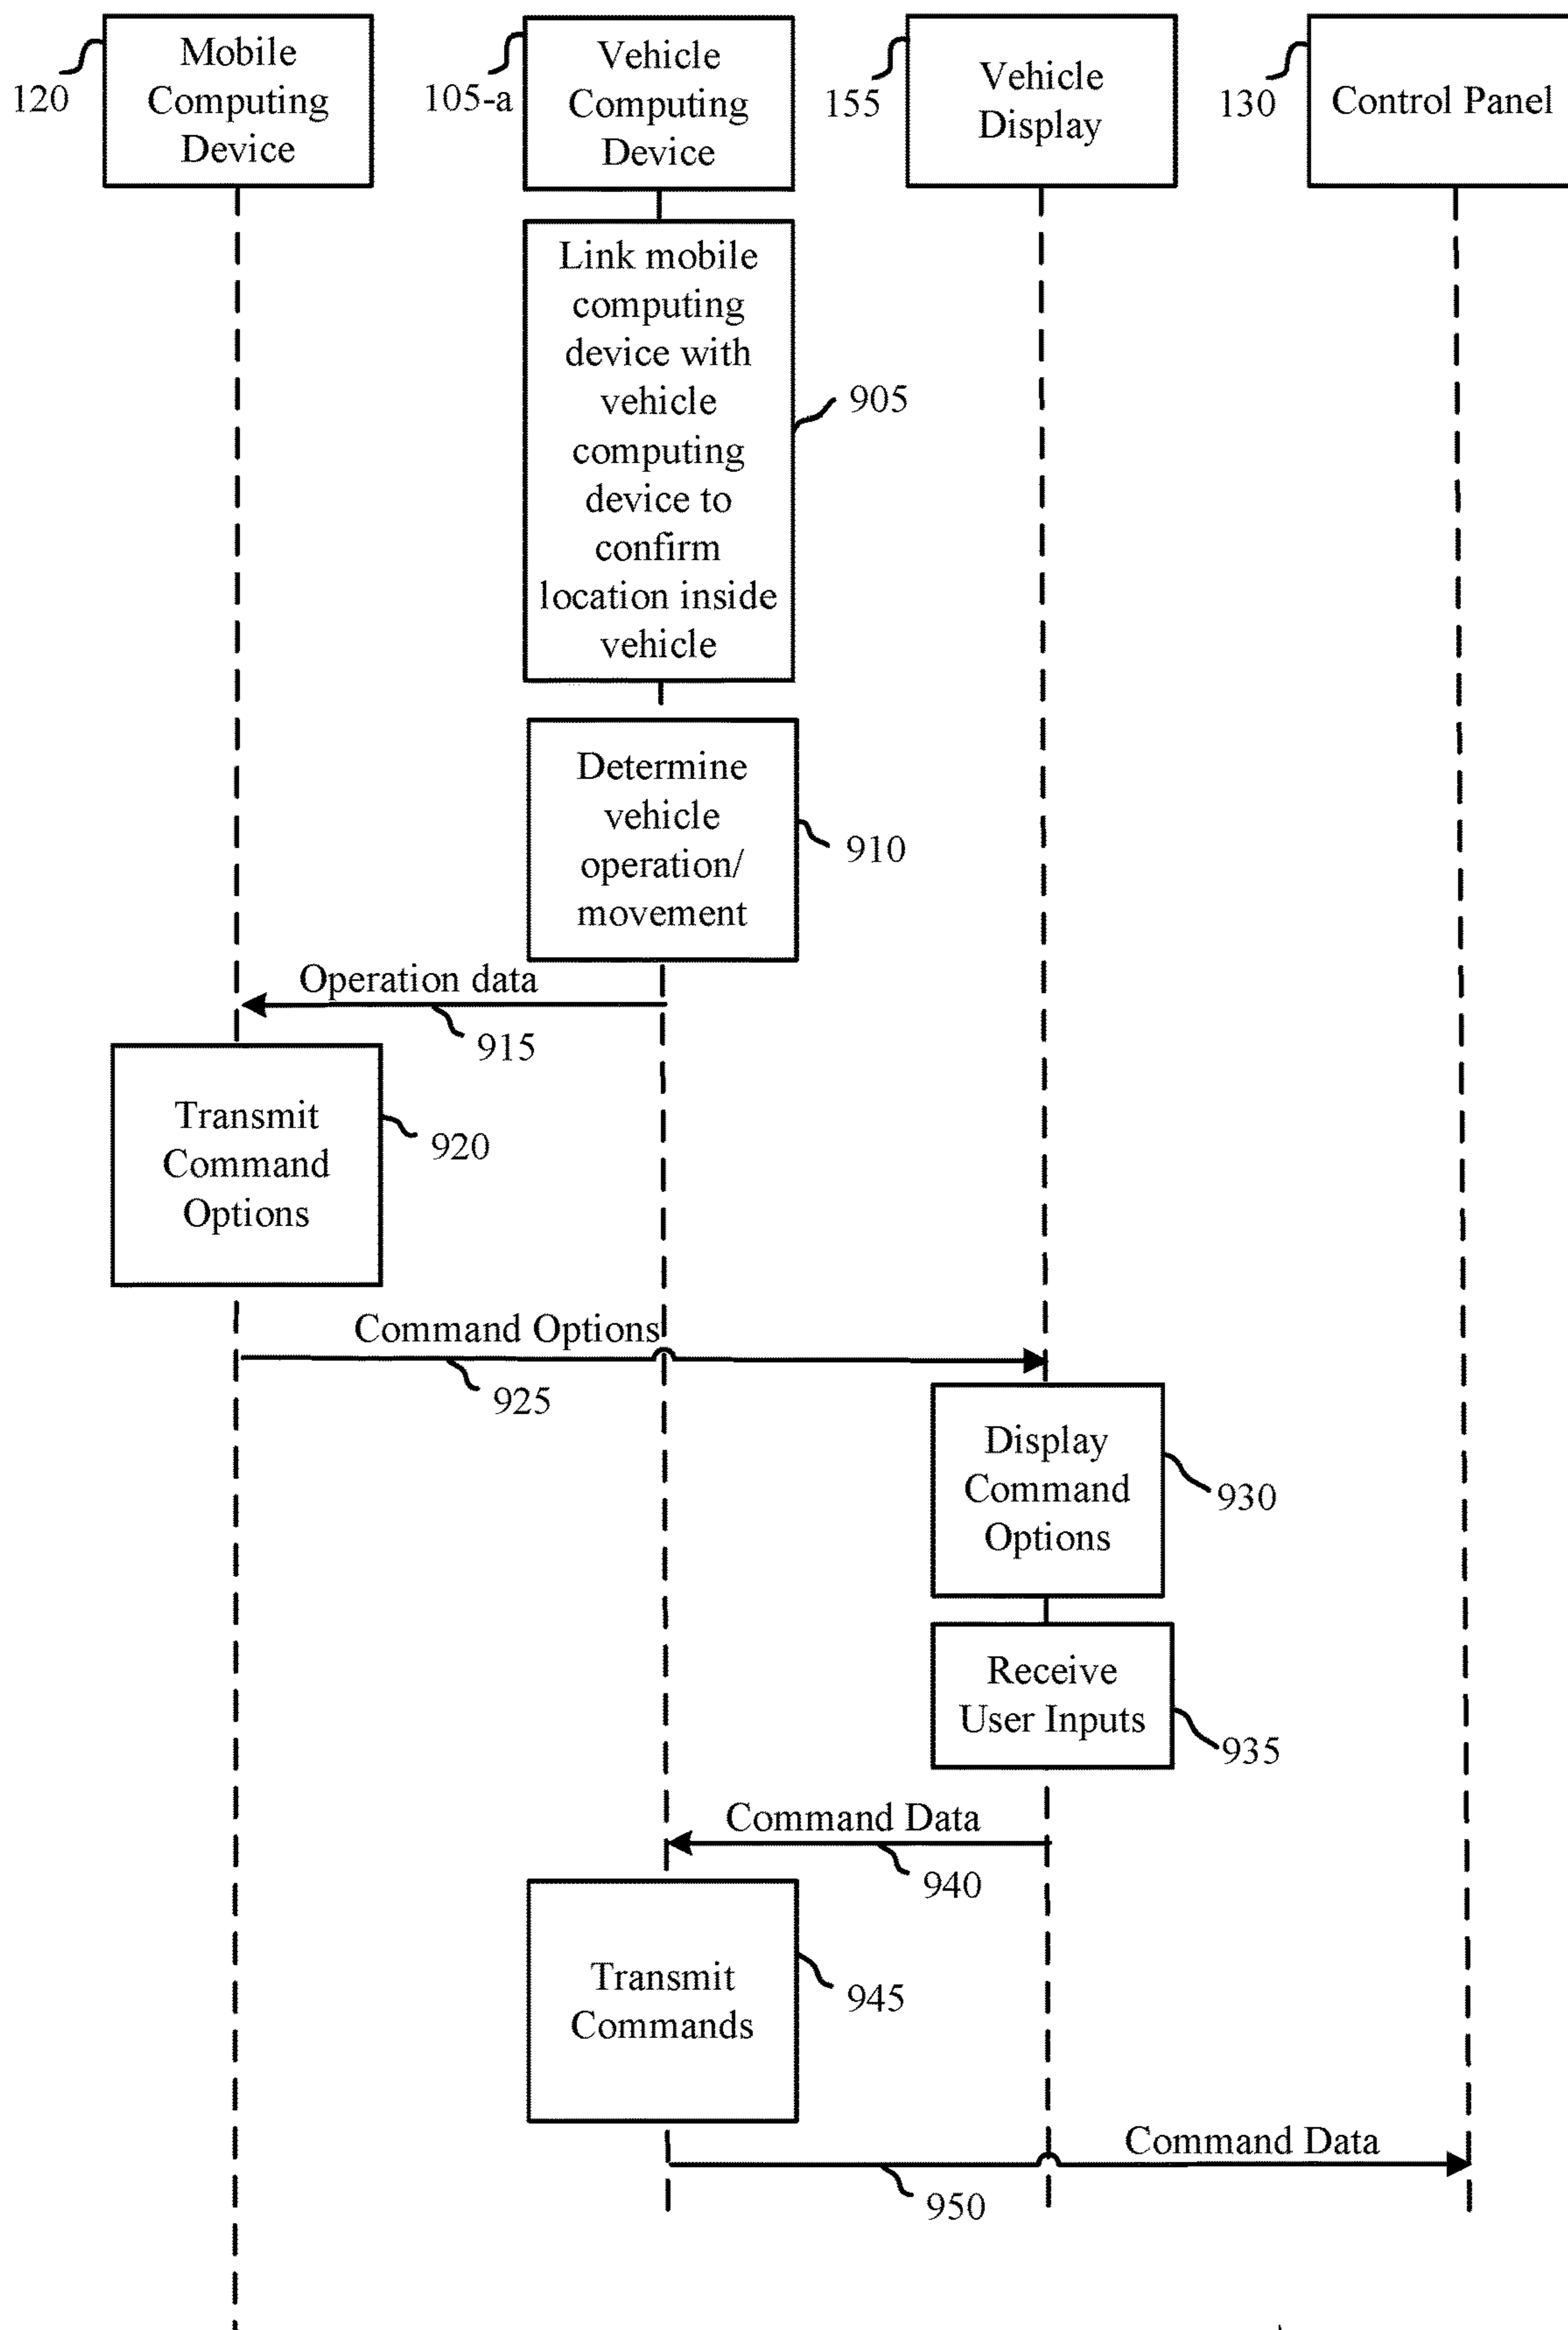 120
Mobile
Computing
Device
105-a
Vehicle
Computing
Device
155
Vehicle
Display
130
Control Panel
Link mobile
computing
device with
vehicle
computing
device to
confirm
location inside
vehicle
905
Determine
vehicle
operation/
movement
910
Operation data
915
Transmit
Command
Options
920
Command Options
925
Display
Command
Options
930
Receive
User Inputs
935
Command Data
940
Transmit
Commands
945
Command Data
950